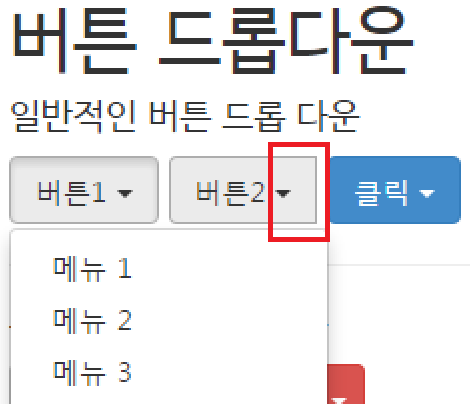 버튼 드롭다운
일반적인 버튼 드롭 다운
버튼1 버튼2 클릭
메뉴 1
메뉴 2
메뉴 3